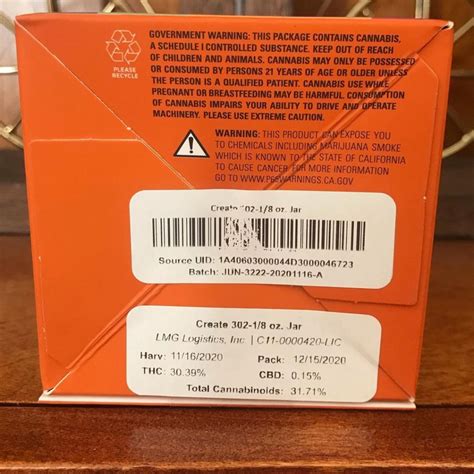 PLEASE
RECYCLE
GOVERNMENT WARNING: THIS PACKAGE CONTAINS CANNABIS,
A SCHEDULE I CONTROLLED SUBSTANCE. KEEP OUT OF REACH
OF CHILDREN AND ANIMALS. CANNABIS MAY ONLY BE POSSESSED
OR CONSUMED BY PERSONS 21 YEARS OF AGE OR OLDER UNLESS
THE PERSON IS A QUALIFIED PATIENT. CANNABIS USE WHILE
PREGNANT OR BREASTFEEDING MAY BE HARMFUL. CONSUMPTION
OF CANNABIS IMPAIRS YOUR ABILITY TO DRIVE AND OPERATE
MACHINERY. PLEASE USE EXTREME CAUTION.
WARNING: THIS PRODUCT CAN EXPOSE YOU
TO CHEMICALS INCLUDING MARIJUANA SMOKE
WHICH IS KNOWN TO THE STATE OF CALIFORNIA
TO CAUSE CANCER FOR MORE INFORMATION
GO TO WWW.P65WARNINGS.CA.GOV
Create 302-1/8 oz. Jar
Source UID: 1A40603000044D3000046723
Batch: JUN-3222-20201116-A
Create 302-1/8 oz. Jar
LMG Logistics, Inc | C11-0000420-LIC
Harv: 11/16/2020 Pack: 12/15/2020
THC: 30.39% CBD: 0.15%
Total Cannabinoids: 31.71%